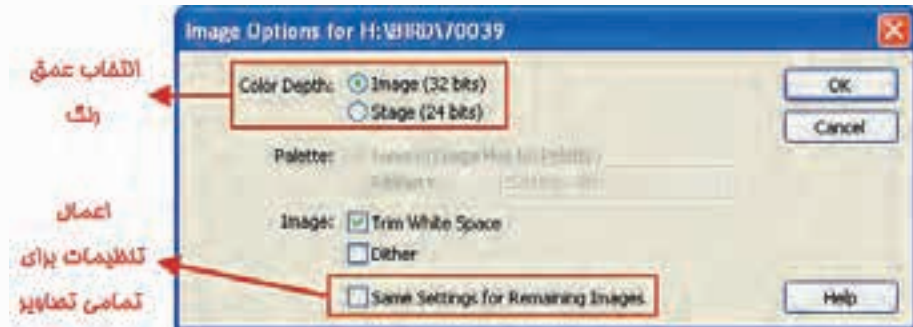 Image Options for H:\BIRD\70039
انتخاب عمق
رنگ
Color Depth: Image (32 bits)
Stage (24 bits)
OK
Cancel
Palette:
Image: Trim White Space
Dither
اعمال
تنظیمات برای
تمامی تصاویر
Same Settings for Remaining Images
Help